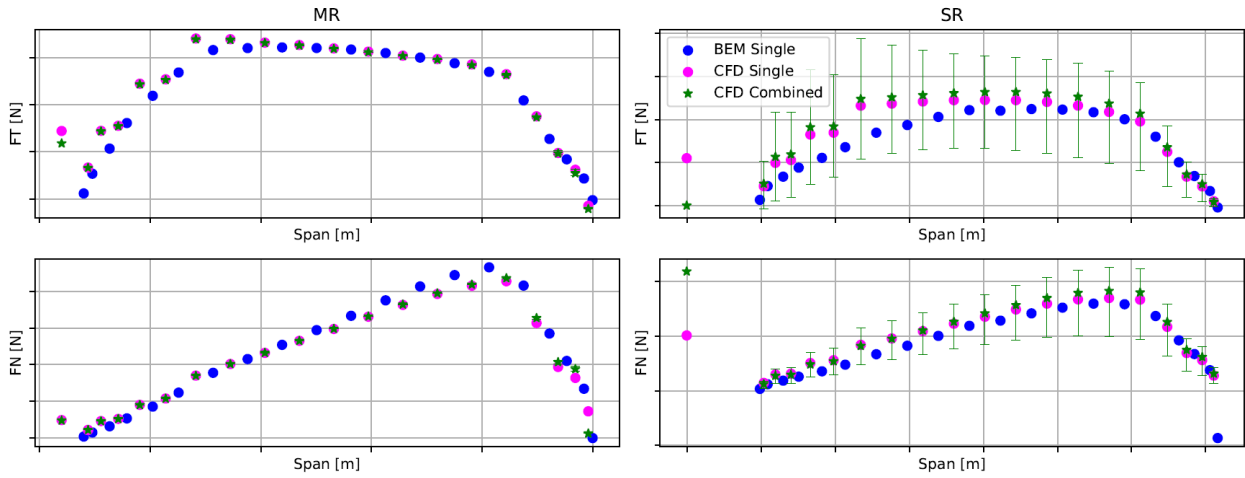 MR
SR
FT [N]
Span [m]
FT [N]
BEM Single
CFD Single
CFD Combined
Span [m]
FN [N]
Span [m]
FN [N]
Span [m]